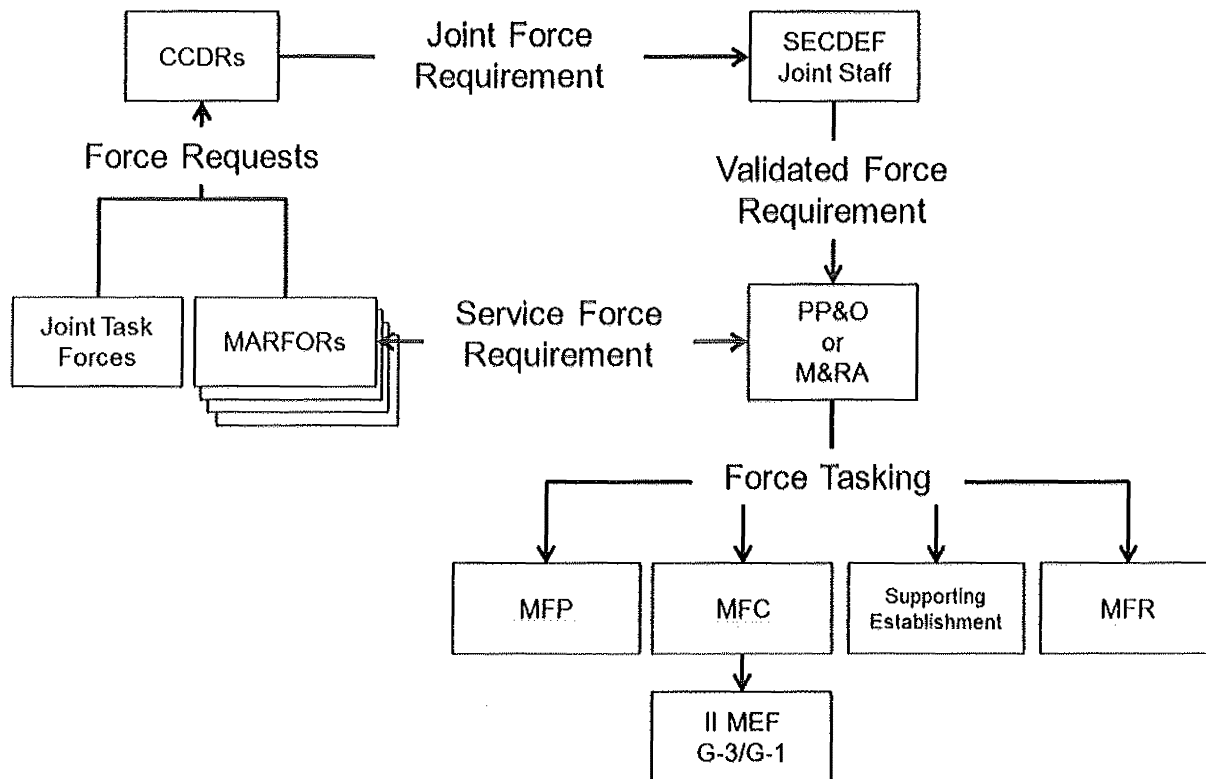 CCDRs
Joint Force
Requirement
SECDEF
Joint Staff
Force Requests
Validated Force
Requirement
Joint Task
Forces
MARFORs
Service Force
Requirement
PP&O
or
M&RA
Force Tasking
MFP
MFC
Supporting
Establishment
MFR
II MEF
G-3/G-1